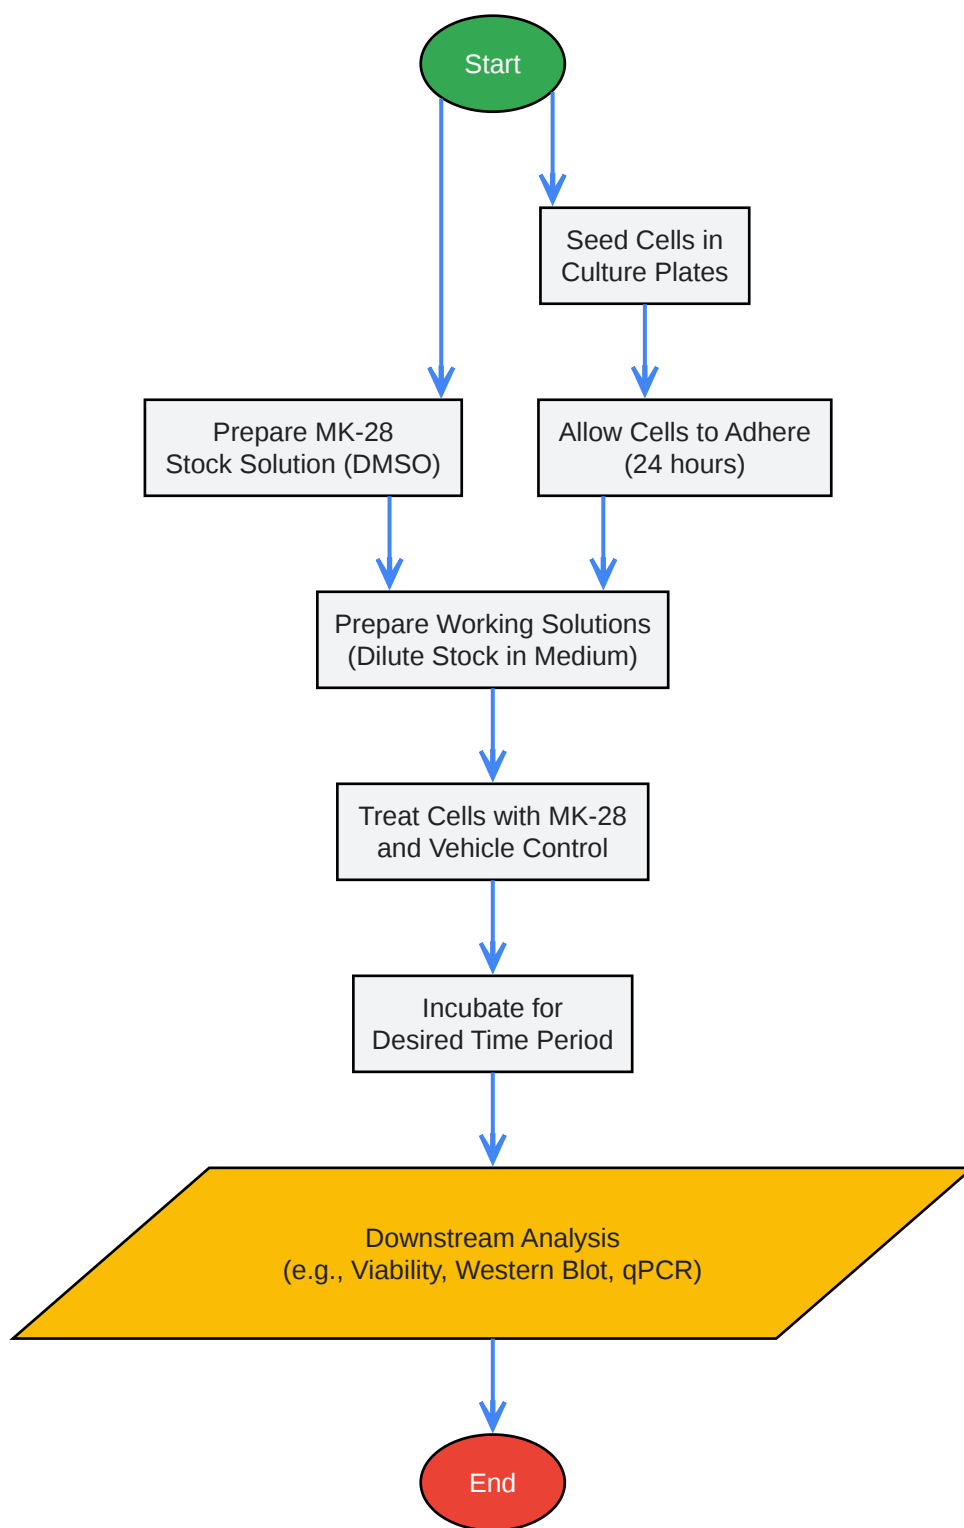 Start
Seed Cells in
Culture Plates
Prepare MK-28
Stock Solution (DMSO)
Allow Cells to Adhere
(24 hours)
Prepare Working Solutions
(Dilute Stock in Medium)
Treat Cells with MK-28
and Vehicle Control
Incubate for
Desired Time Period
Downstream Analysis
(e.g., Viability, Western Blot, qPCR)
End